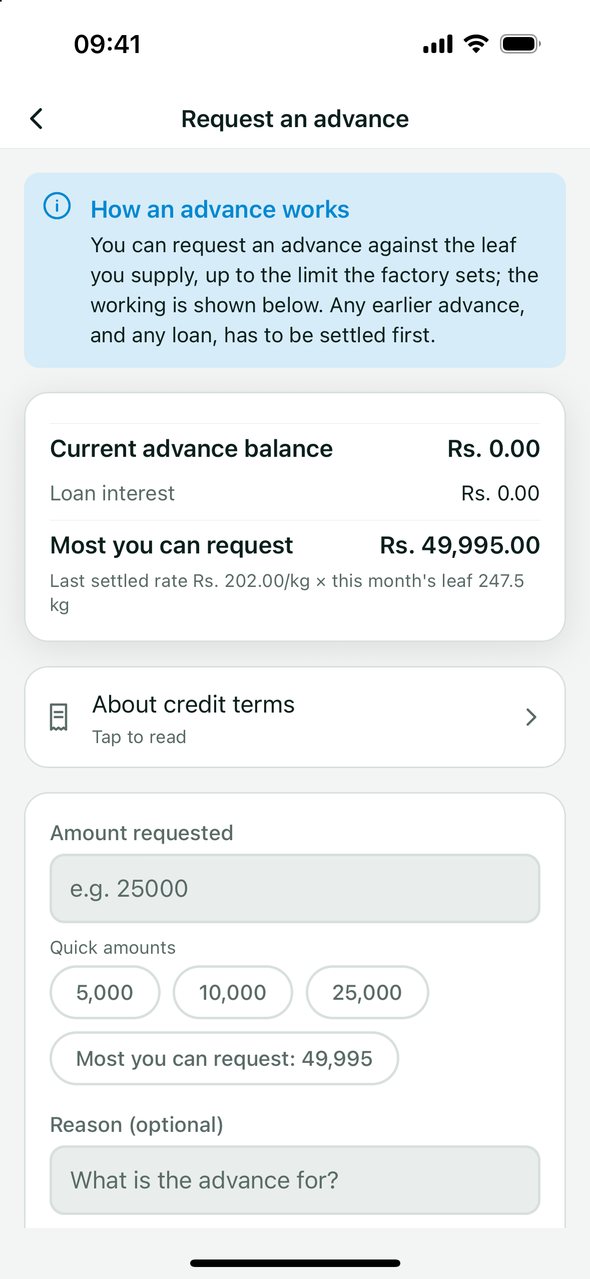 09:41
Request an advance
How an advance works
You can request an advance against the leaf
you supply, up to the limit the factory sets; the
working is shown below. Any earlier advance,
and any loan, has to be settled first.
Current advance balance Rs. 0.00
Loan interest Rs. 0.00
Most you can request Rs. 49,995.00
Last settled rate Rs. 202.00/kg × this month's leaf 247.5
kg
About credit terms
Tap to read
Amount requested
e.g. 25000
Quick amounts
5,000 10,000 25,000
Most you can request: 49,995
Reason (optional)
What is the advance for?